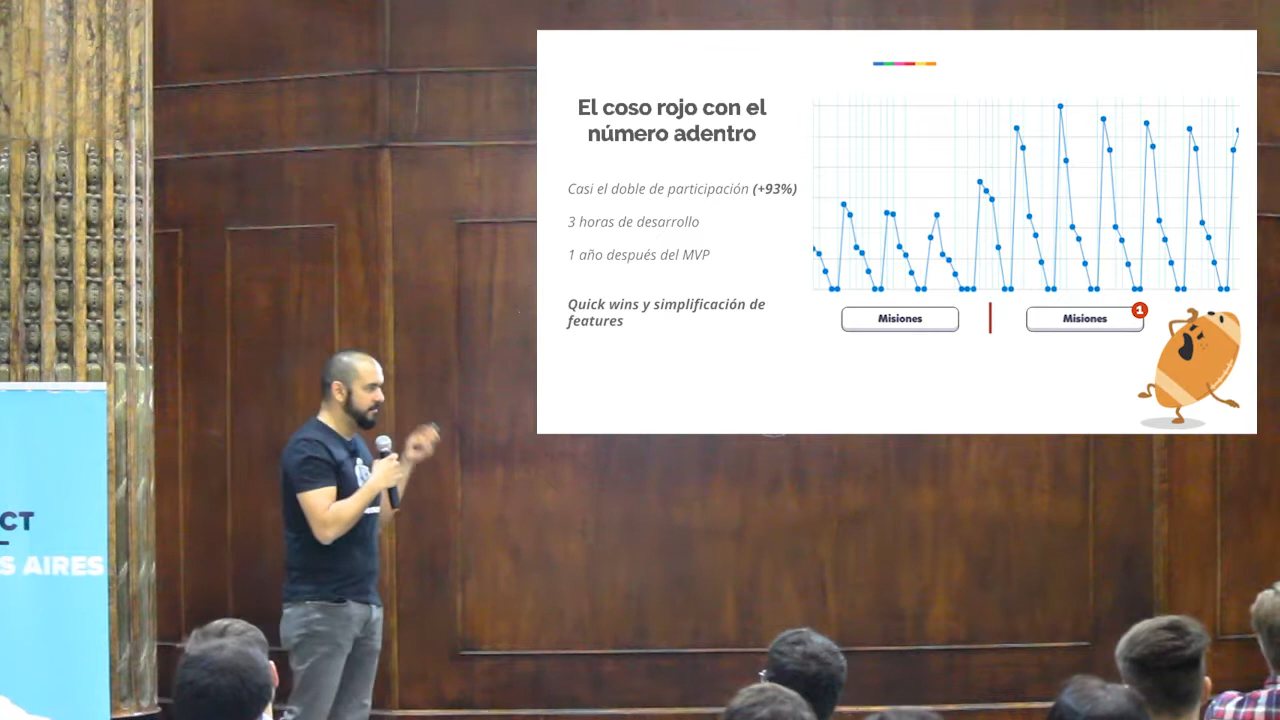 El coso rojo con el
número adentro
Casi el doble de participación (+93%)
3 horas de desarrollo
1 año después del MVP
Quick wins y simplificación de
features
Misiones
Misiones
1
CT
S AIRES